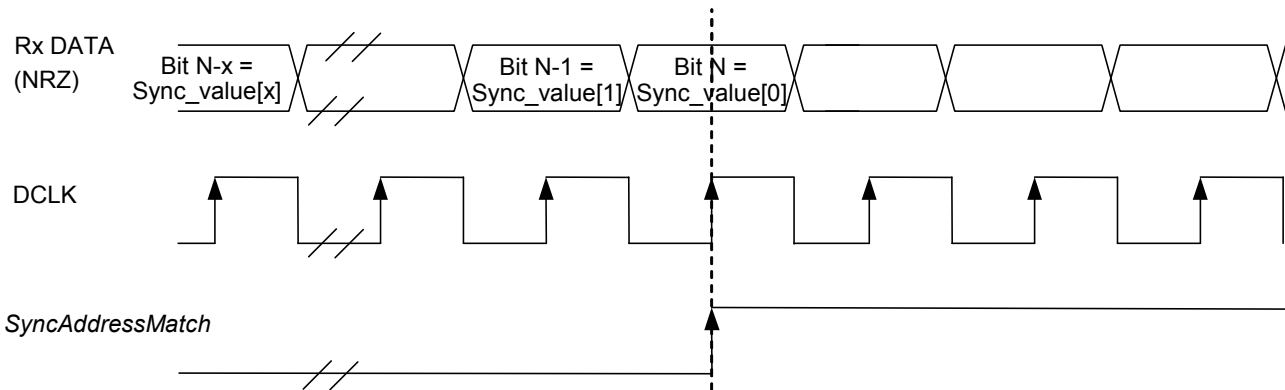 Rx DATA
(NRZ)
Bit N-x =
Sync_value[x]
Bit N-1 =
Sync_value[1]
Bit N =
Sync_value[0]
DCLK
SyncAddressMatch